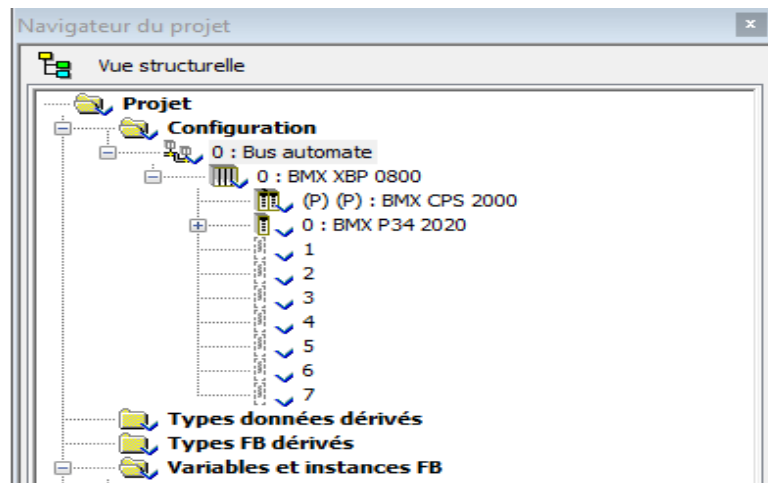 Navigateur du projet
Vue structurelle
Projet
Configuration
0 : Bus automate
0 : BMX XBP 0800
(P) (P) : BMX CPS 2000
0 : BMX P34 2020
1
2
3
4
5
6
7
Types données dérivés
Types FB dérivés
Variables et instances FB